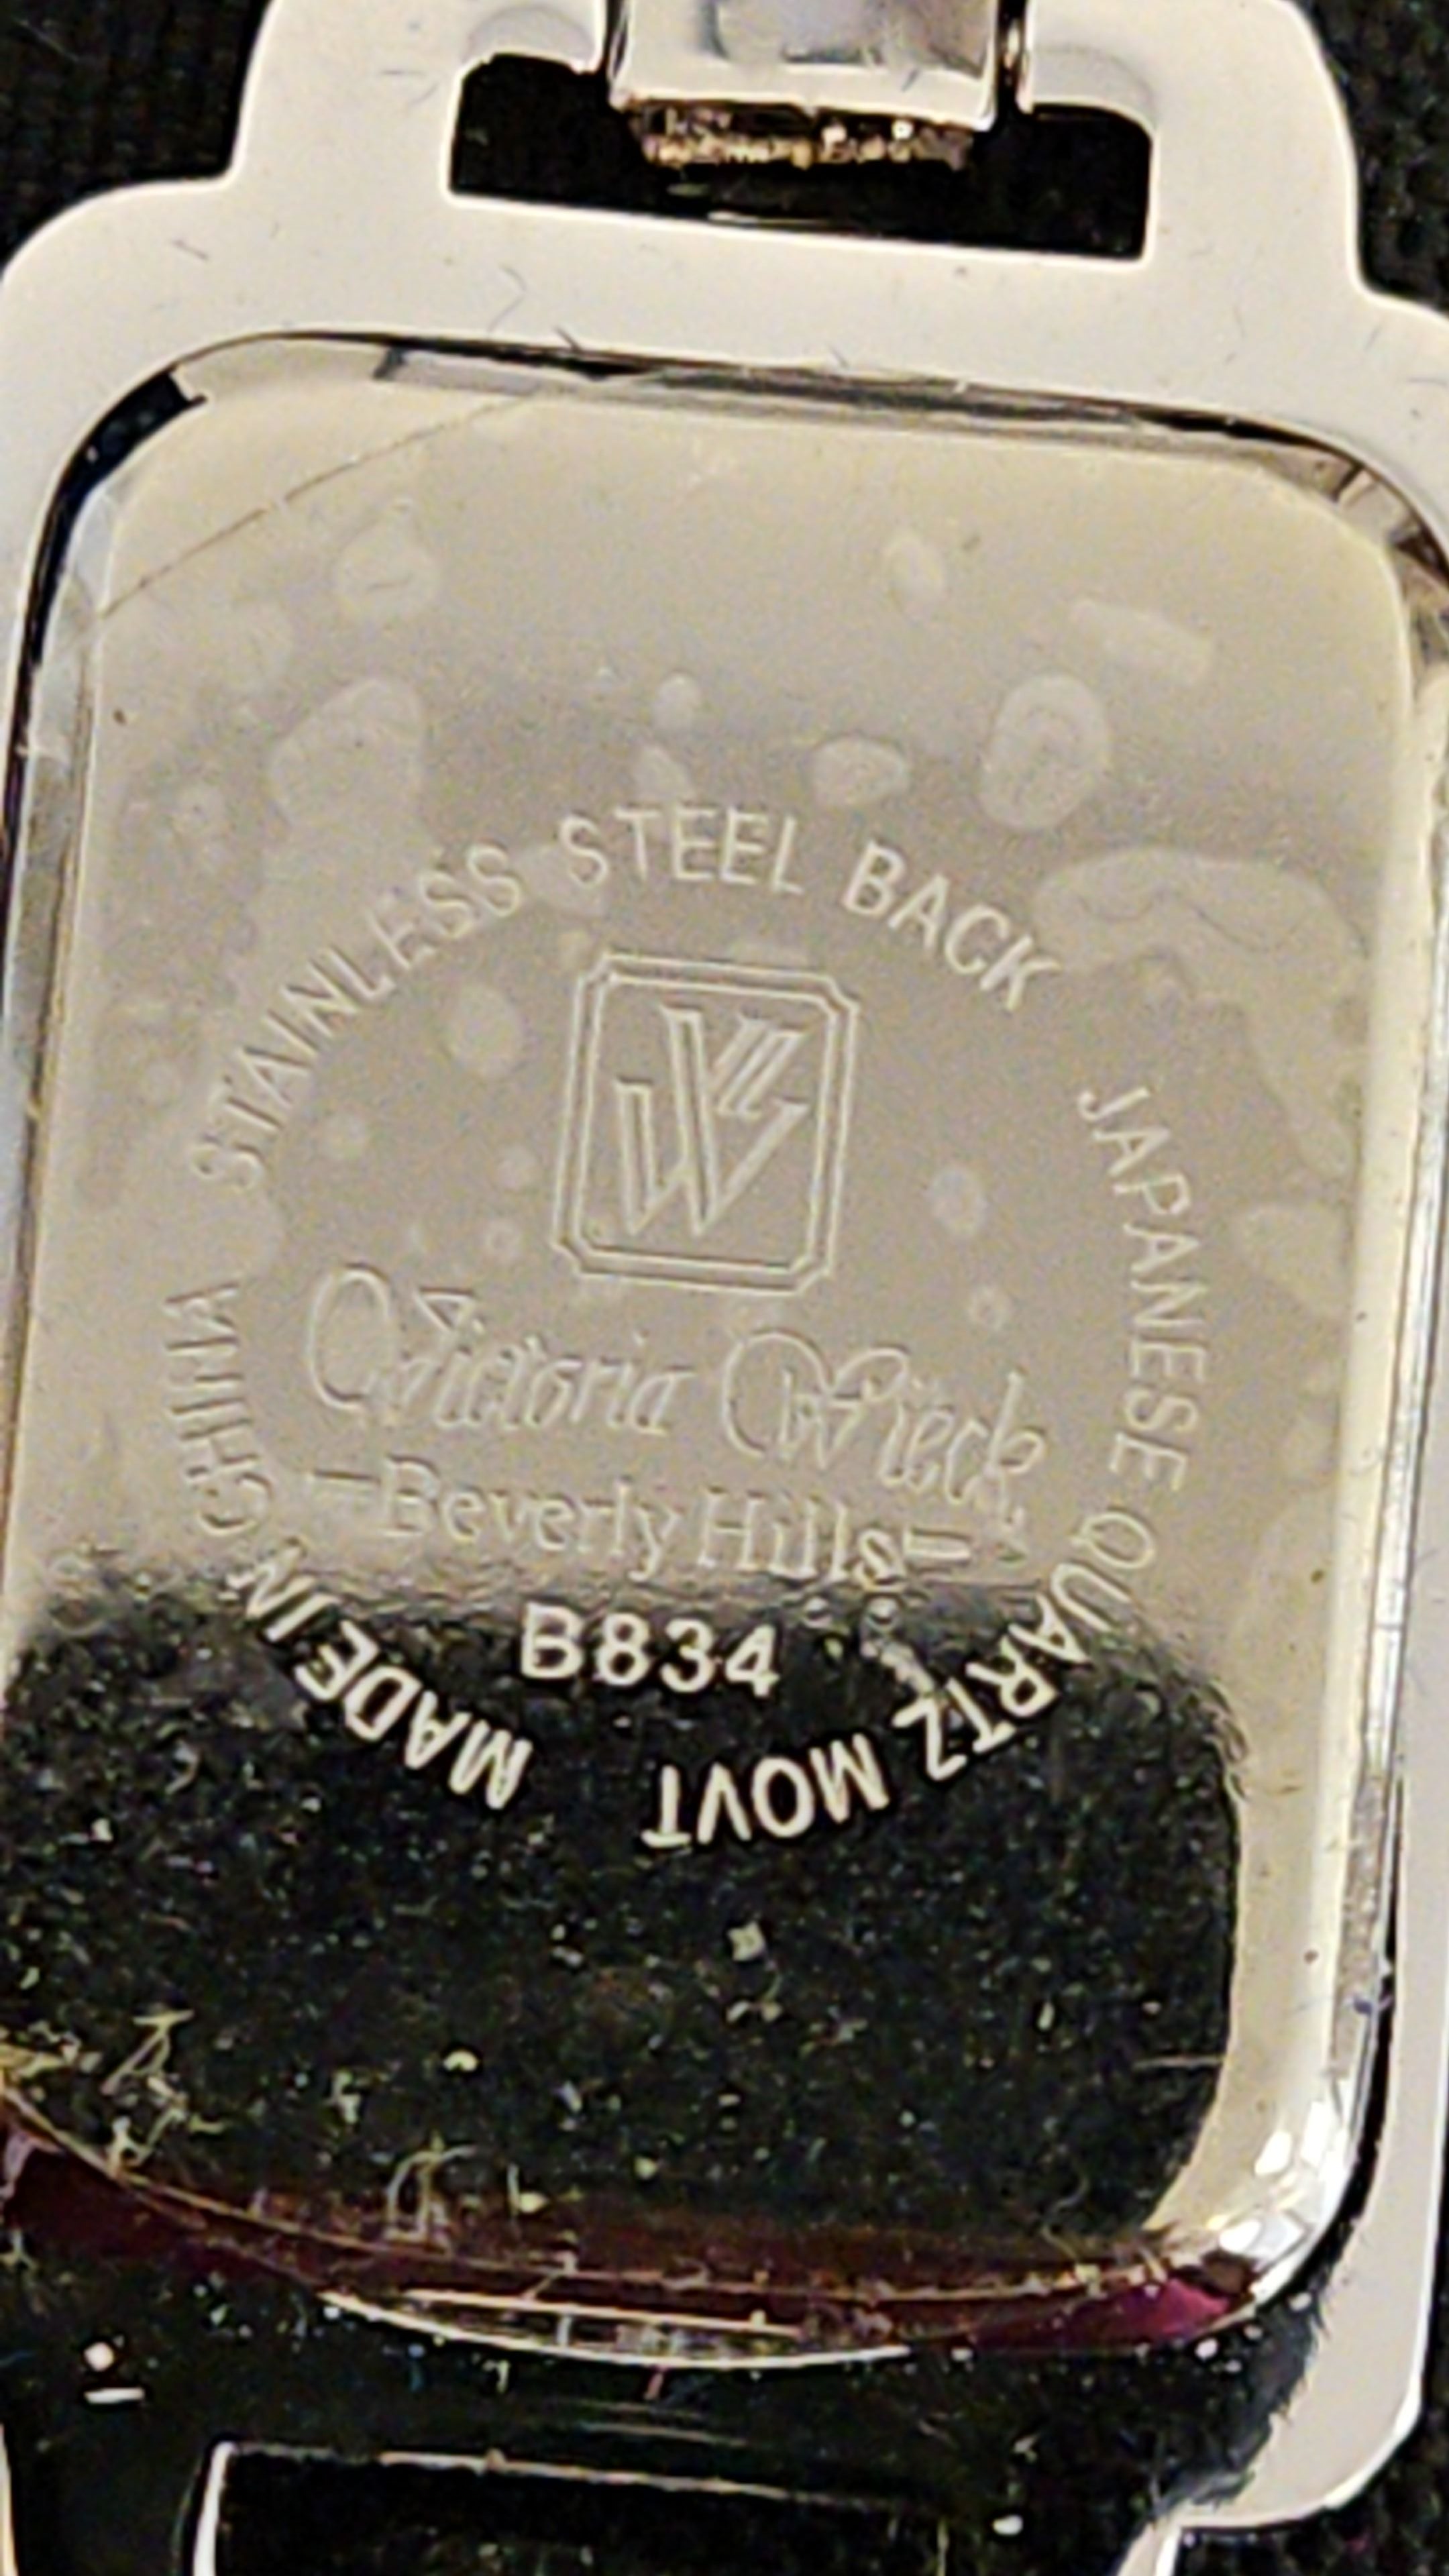 STAINLESS STEEL BACK
JAPANESE QUARTZ MOVT
MADE IN CHINA
VW
Victoria Wieck
-Beverly Hills-
B834